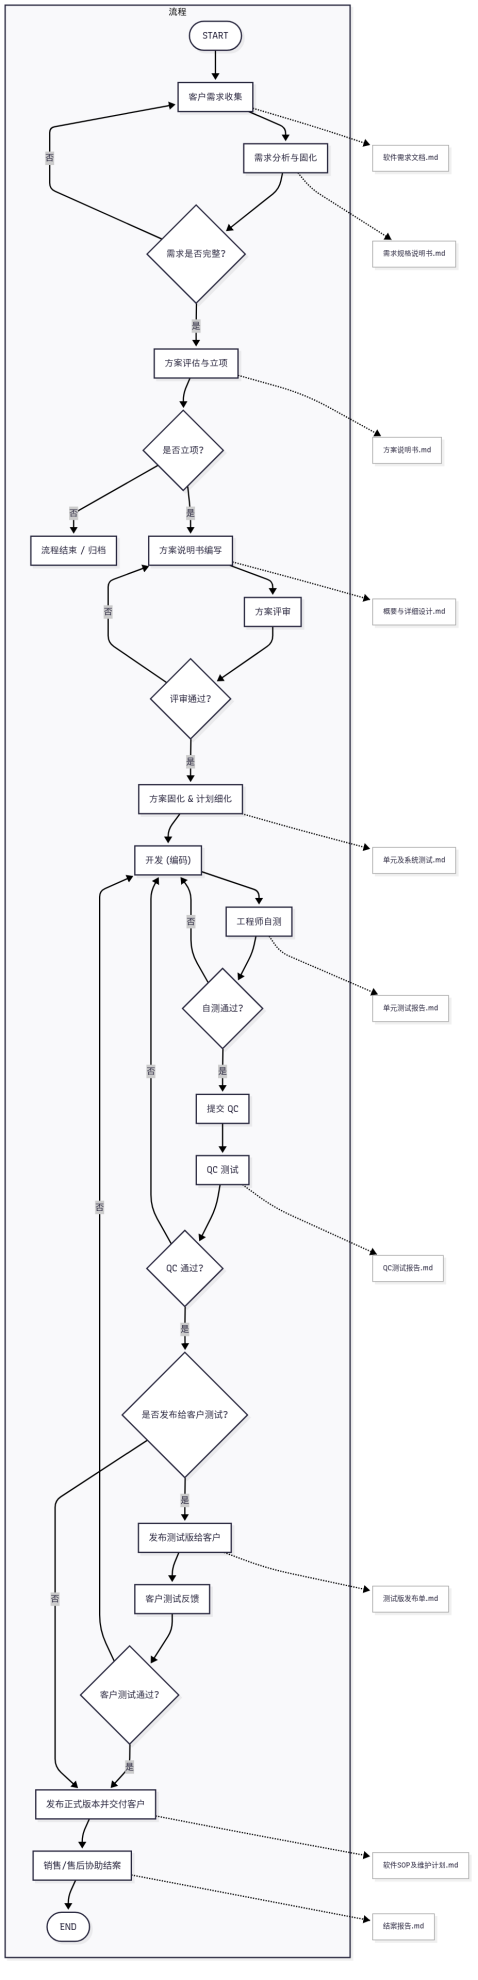 流程
START
客户需求收集
需求分析与固化
软件需求文档.md
否
需求是否完整?
需求规格说明书.md
是
方案评估与立项
方案说明书.md
是否立项?
否
是
流程结束 / 归档
方案说明书编写
方案评审
概要与详细设计.md
否
评审通过?
是
方案固化 & 计划细化
开发 (编码)
单元及系统测试.md
工程师自测
否
自测通过?
单元测试报告.md
是
否
提交 QC
QC 测试
否
QC 通过?
QC测试报告.md
是
是否发布给客户测试?
是
发布测试版给客户
客户测试反馈
测试版发布单.md
否
客户测试通过?
是
发布正式版本并交付客户
销售/售后协助结案
软件SOP及维护计划.md
END
结案报告.md